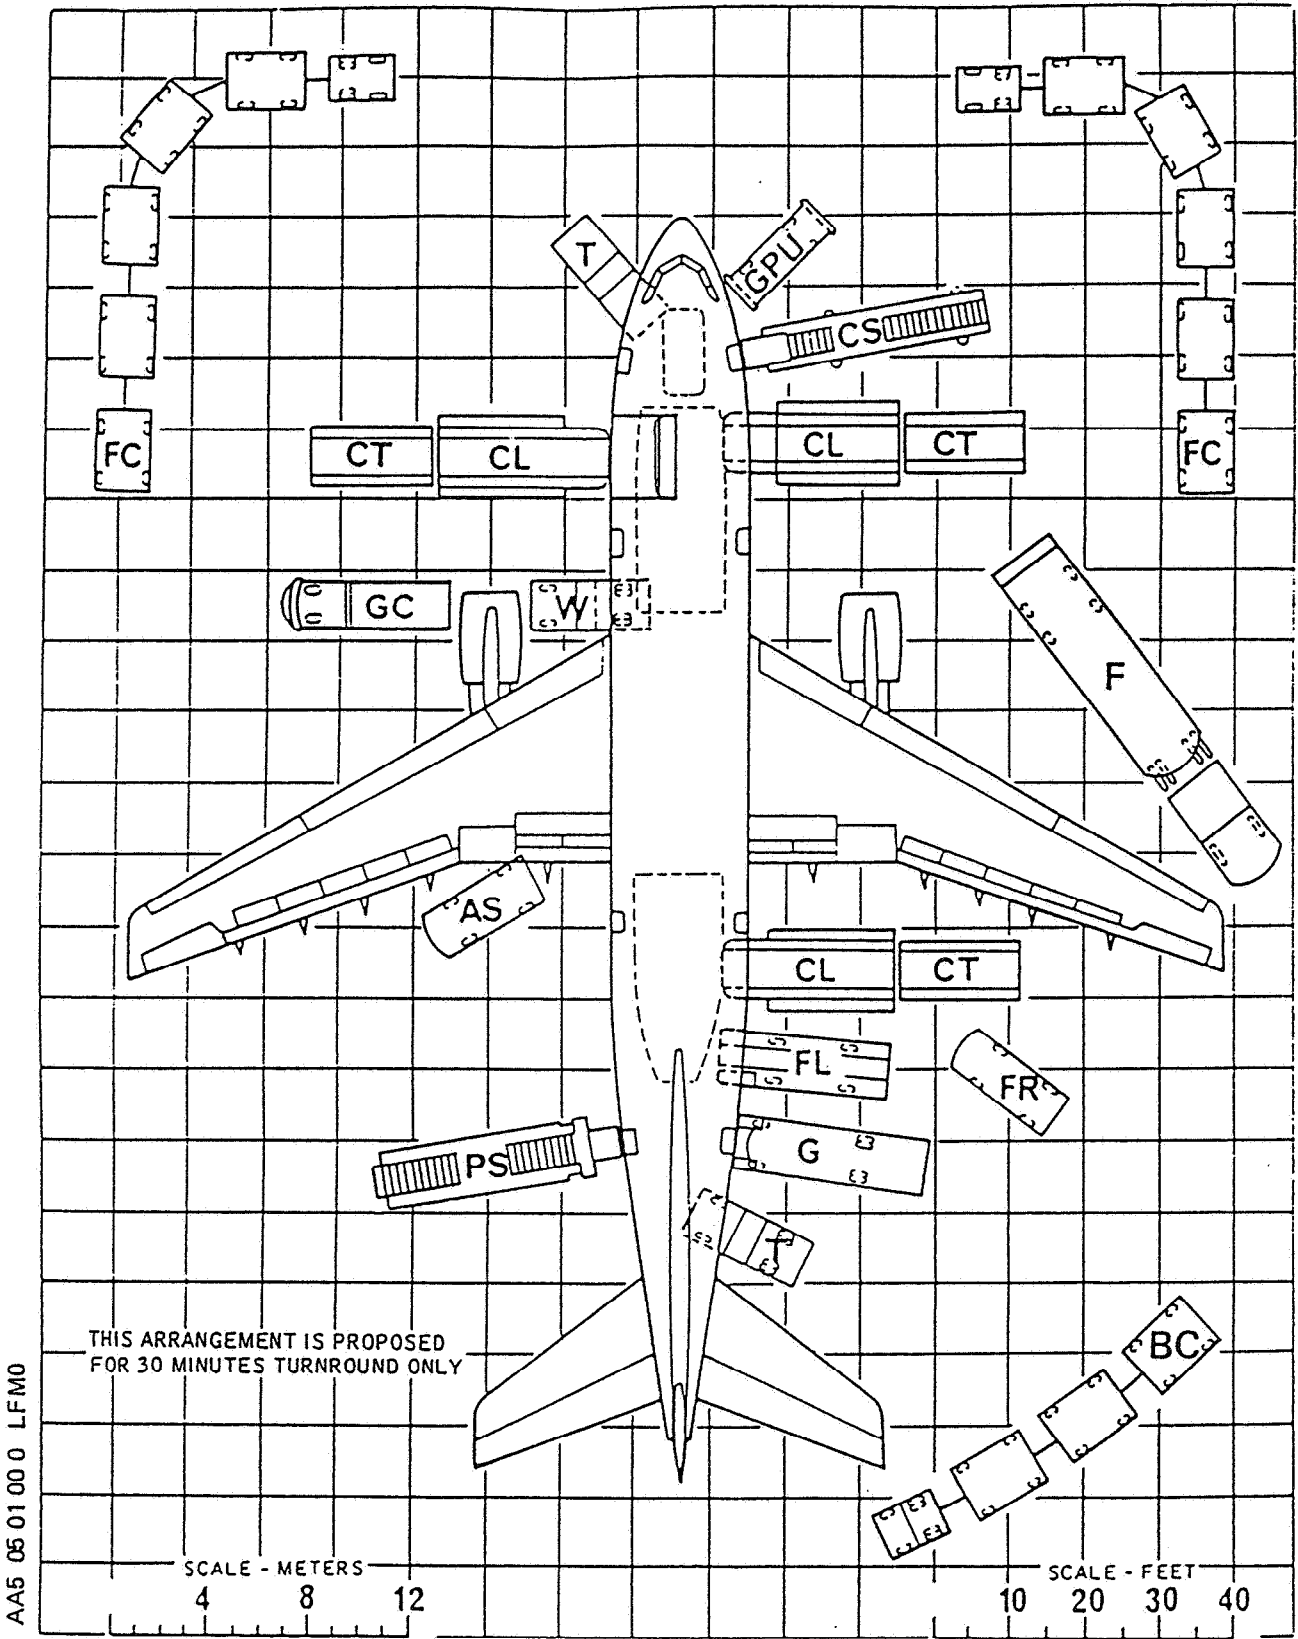 T
GPU
CS
FC
CT
CL
CL
CT
FC
GC
W
F
AS
CL
CT
FL
FR
PS
G
T
THIS ARRANGEMENT IS PROPOSED
FOR 30 MINUTES TURNROUND ONLY
BC
AA5 05 01 00 0 LFM0
SCALE - METERS
4 8 12
SCALE - FEET
10 20 30 40